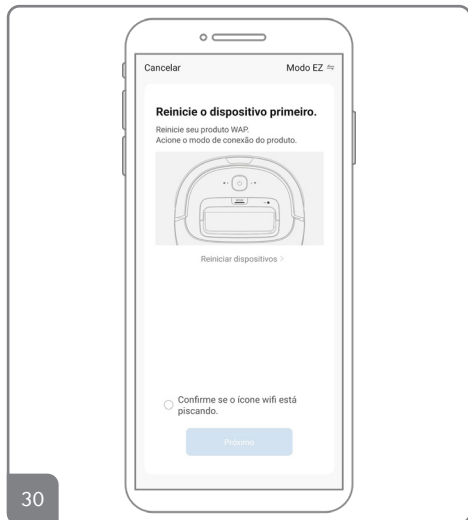 Cancelar
Modo EZ
Reinicie o dispositivo primeiro.
Reinicie seu produto WAP.
Acione o modo de conexão do produto.
Reiniciar dispositivos >
Confirme se o ícone wifi está
piscando.
Próximo
30